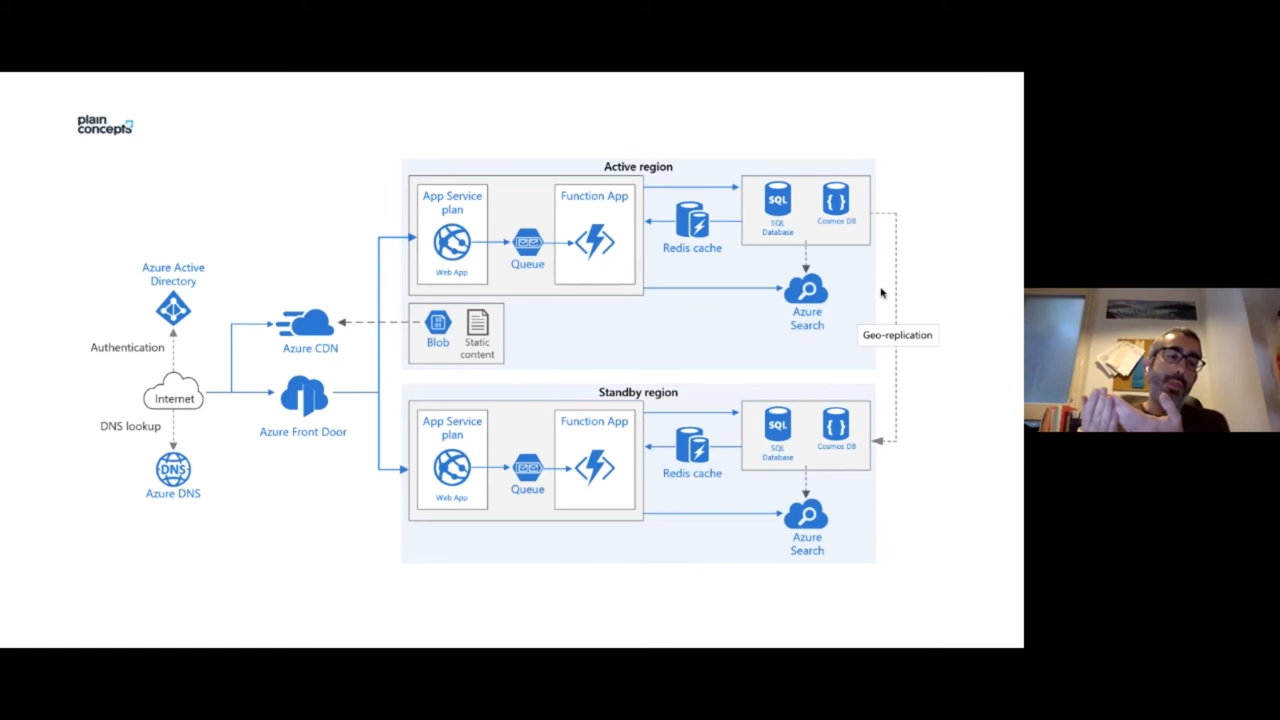 plain
concepts
Active region
App Service
plan
Web App
Queue
Function App
Redis cache
SQL
SQL
Database
{ }
Cosmos DB
Azure
Search
Blob
Static
content
Azure Active
Directory
Authentication
Internet
DNS lookup
DNS
Azure DNS
Azure CDN
Azure Front Door
Geo-replication
Standby region
App Service
plan
Web App
Queue
Function App
Redis cache
SQL
SQL
Database
{ }
Cosmos DB
Azure
Search